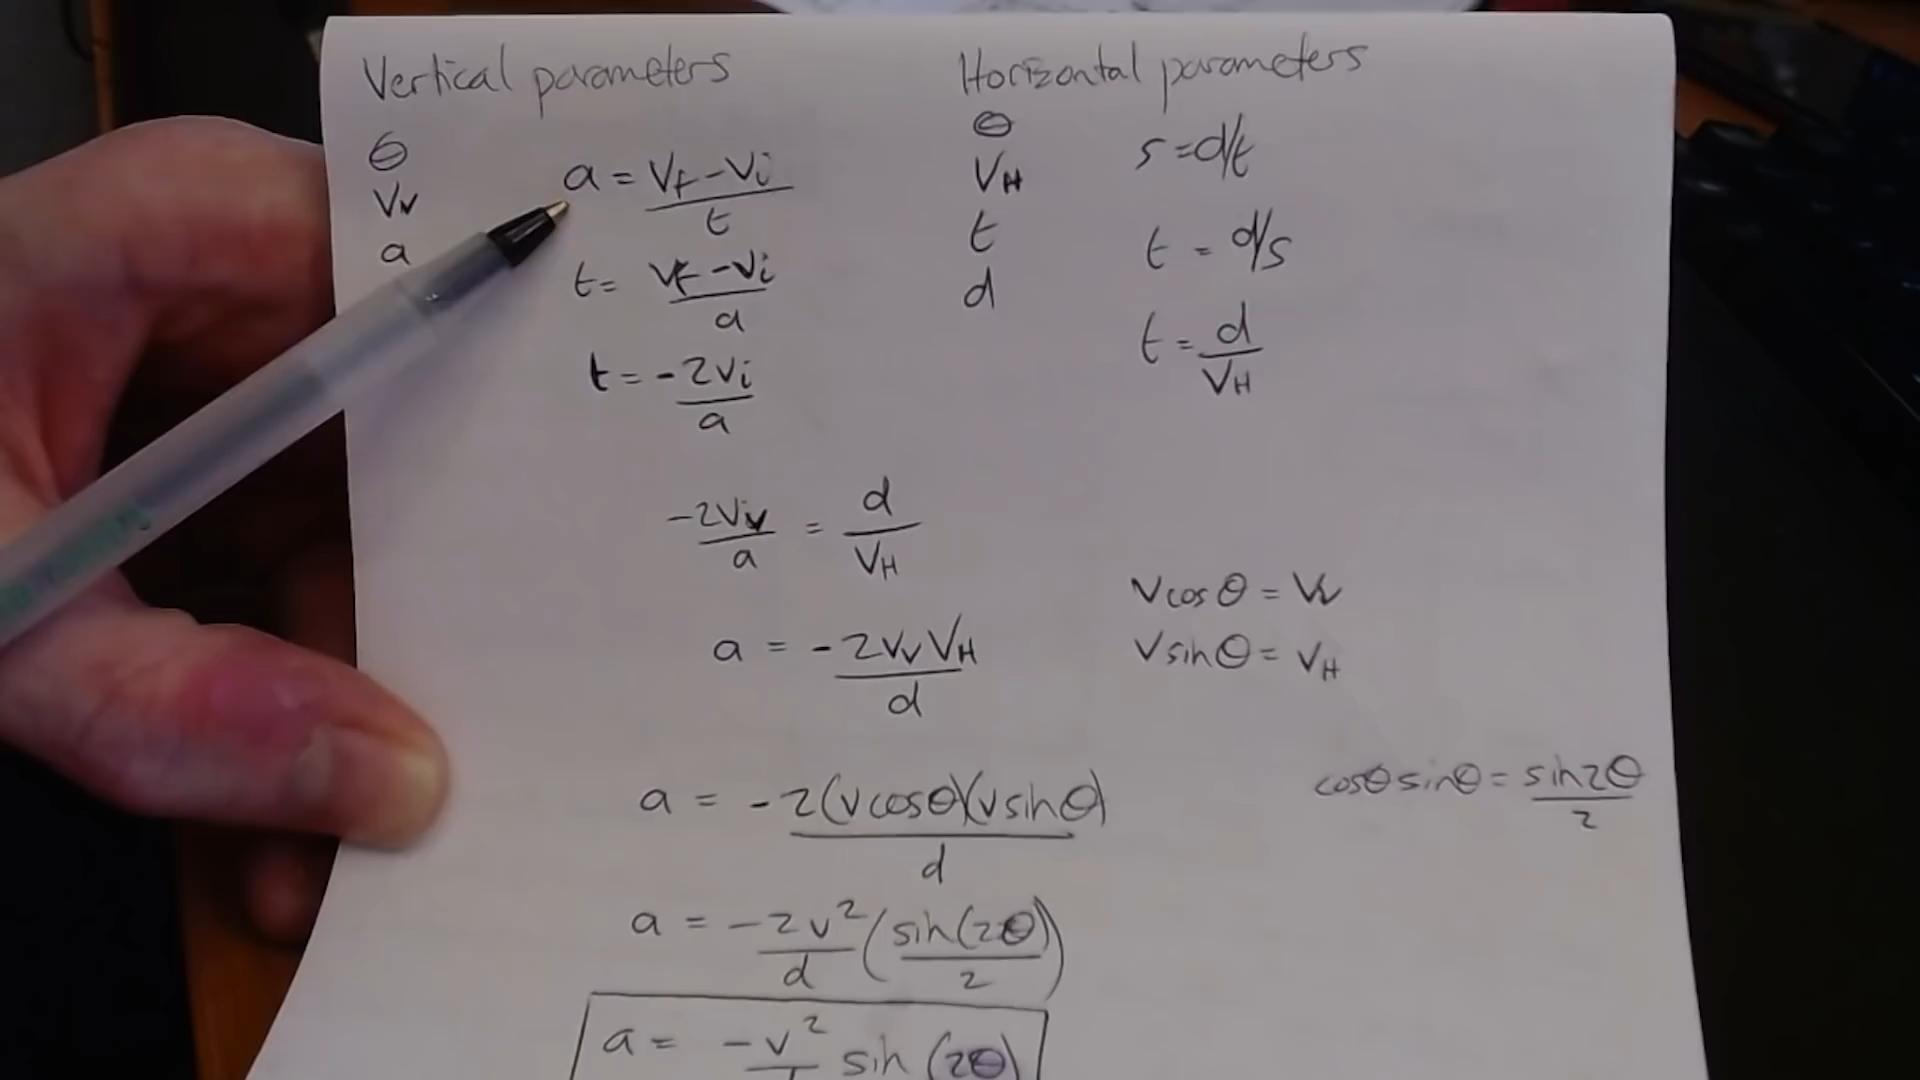 Vertical parameters
θ
Vv
a
a = Vf - Vi / t
t = Vf - Vi / a
t = -2Vi / a
Horizontal parameters
θ
VH
t
d
s = d/t
t = d/s
t = d / VH
-2Viv / a = d / VH
a = -2VvVH / d
Vcosθ = Vv
Vsinθ = VH
a = -2(vcosθ)(vsinθ) / d
cosθsinθ = sin2θ / 2
a = -2v² / d (sin(2θ) / 2)
a = -v² / d sin(2θ)